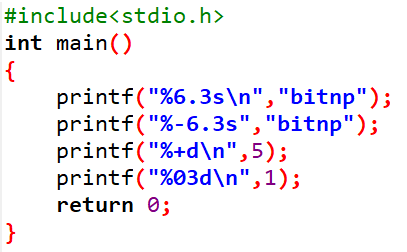 #include<stdio.h>
int main()
{
    printf("%6.3s\n","bitnp");
    printf("%-6.3s","bitnp");
    printf("%+d\n",5);
    printf("%03d\n",1);
    return 0;
}